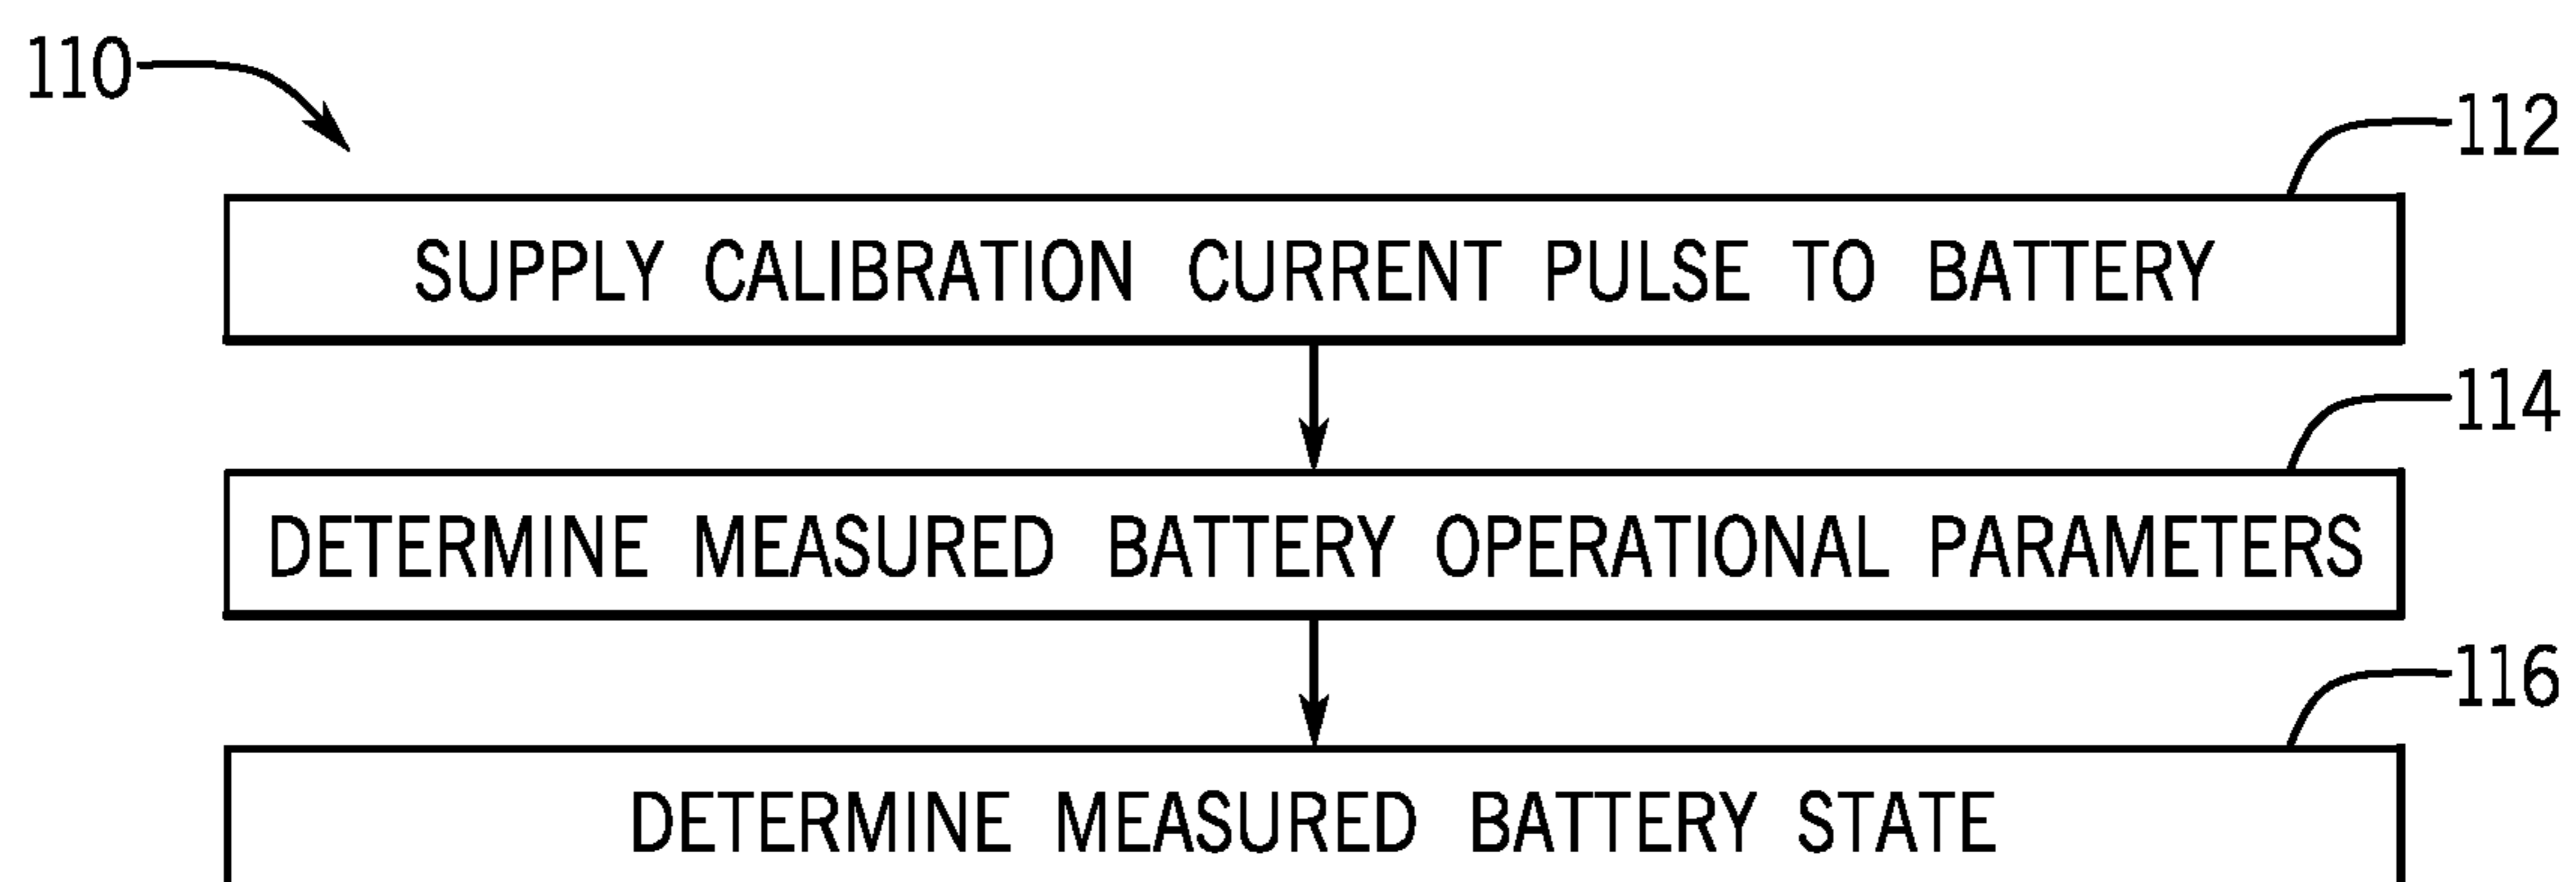 110
112
SUPPLY CALIBRATION CURRENT PULSE TO BATTERY
114
DETERMINE MEASURED BATTERY OPERATIONAL PARAMETERS
116
DETERMINE MEASURED BATTERY STATE